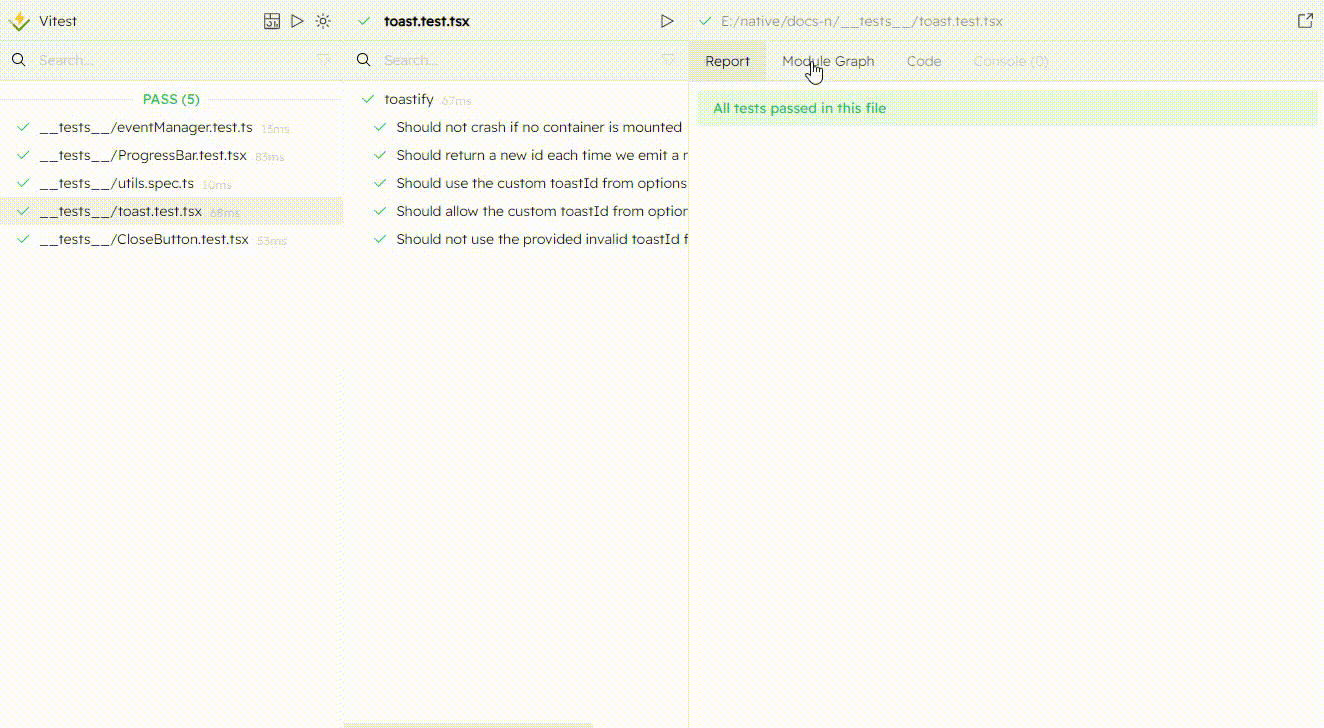 Vitest
Search...
PASS (5)
__tests__/eventManager.test.ts 13ms
__tests__/ProgressBar.test.tsx 83ms
__tests__/utils.spec.ts 10ms
__tests__/toast.test.tsx 68ms
__tests__/CloseButton.test.tsx 53ms
toast.test.tsx
Search...
toastify 67ms
Should not crash if no container is mounted
Should return a new id each time we emit a
Should use the custom toastId from options
Should allow the custom toastId from option
Should not use the provided invalid toastId f
E:/native/docs-n/__tests__/toast.test.tsx
Report Module Graph Code Console (0)
All tests passed in this file